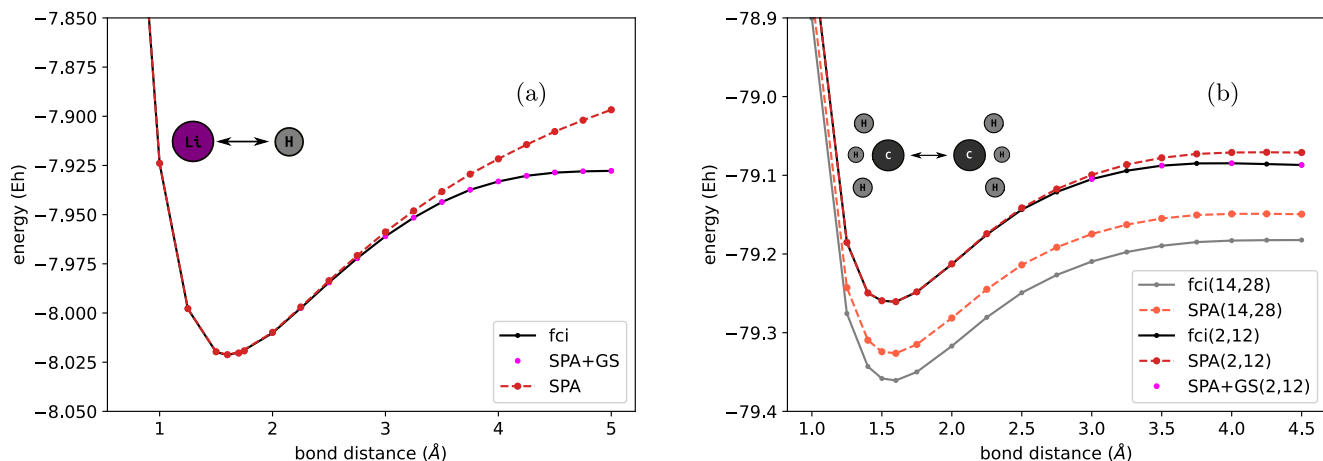 −7.850
−7.875
−7.900
−7.925
−7.950
−7.975
−8.000
−8.025
−8.050
energy (Eh)
(a)
Li
H
fci
SPA+GS
SPA
1 2 3 4 5
bond distance (Å)
−78.9
−79.0
−79.1
−79.2
−79.3
−79.4
energy (Eh)
(b)
H H
H C C H
H H
fci(14,28)
SPA(14,28)
fci(2,12)
SPA(2,12)
SPA+GS(2,12)
1.0 1.5 2.0 2.5 3.0 3.5 4.0 4.5
bond distance (Å)